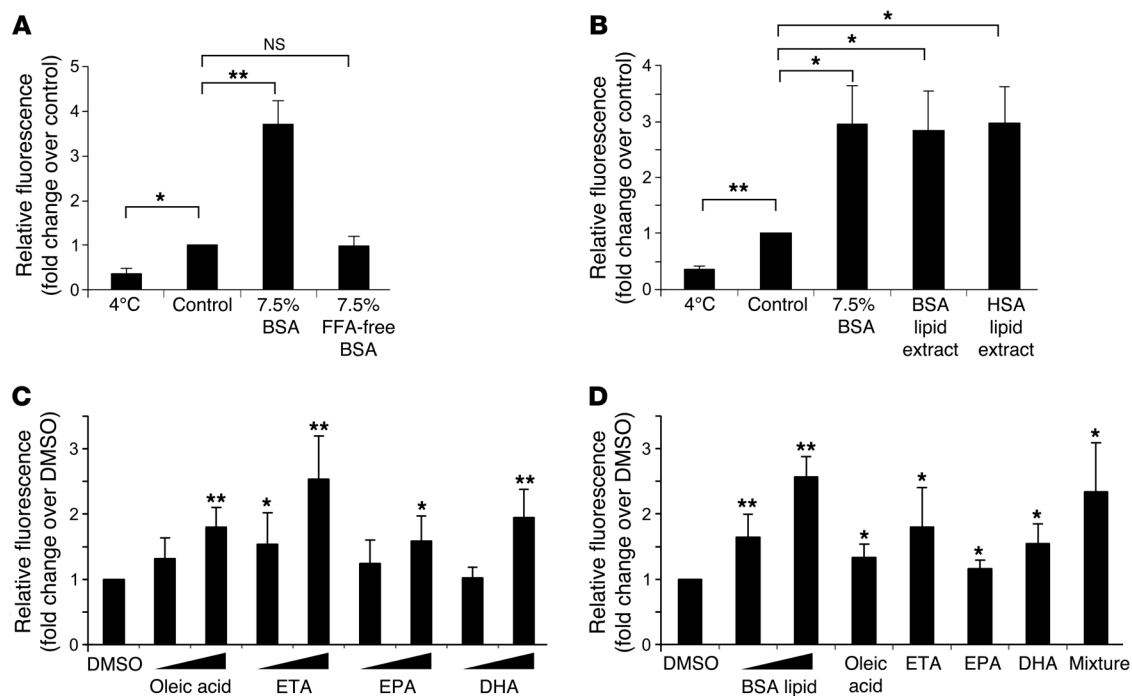 A
NS
**
*
Relative fluorescence
(fold change over control)
5
4
3
2
1
0
4°C
Control
7.5%
BSA
7.5%
FFA-free
BSA
B
*
*
*
**
Relative fluorescence
(fold chaange over control)
4
3
2
1
0
4°C
Control
7.5%
BSA
BSA
lipid
extract
HSA
lipid
extract
C
Relative fluorescence
(fold change over DMSO)
3
2
1
0
**
*
**
*
**
DMSO
Oleic acid
ETA
EPA
DHA
D
Relative fluorescence
(fold change over DMSO)
3
2
1
0
**
**
*
*
*
*
*
DMSO
BSA lipid
Oleic
acid
ETA
EPA
DHA
Mixture